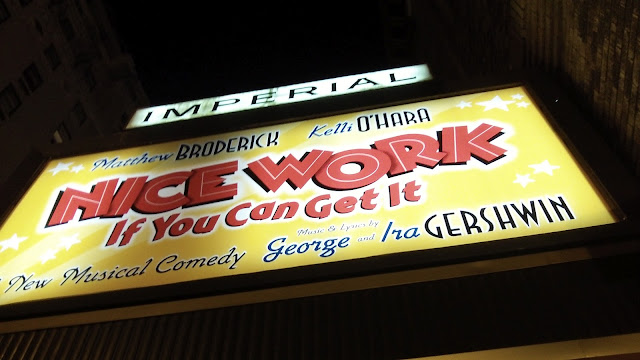 IMPERIAL
Matthew BRODERICK Kelli O'HARA
NICE WORK
If You Can Get It
Music & Lyrics by
New Musical Comedy George and Ira GERSHWIN